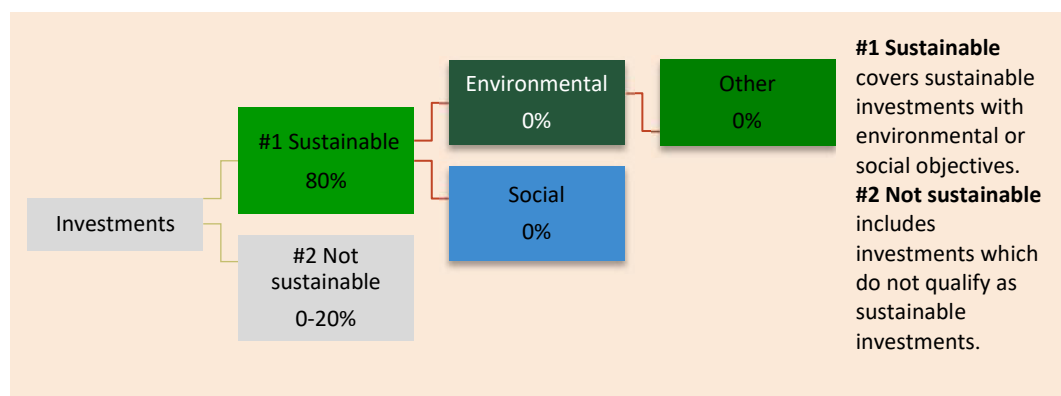 Investments
#1 Sustainable
80%
#2 Not
sustainable
0-20%
Environmental
0%
Social
0%
Other
0%
#1 Sustainable
covers sustainable
investments with
environmental or
social objectives.
#2 Not sustainable
includes
investments which
do not qualify as
sustainable
investments.